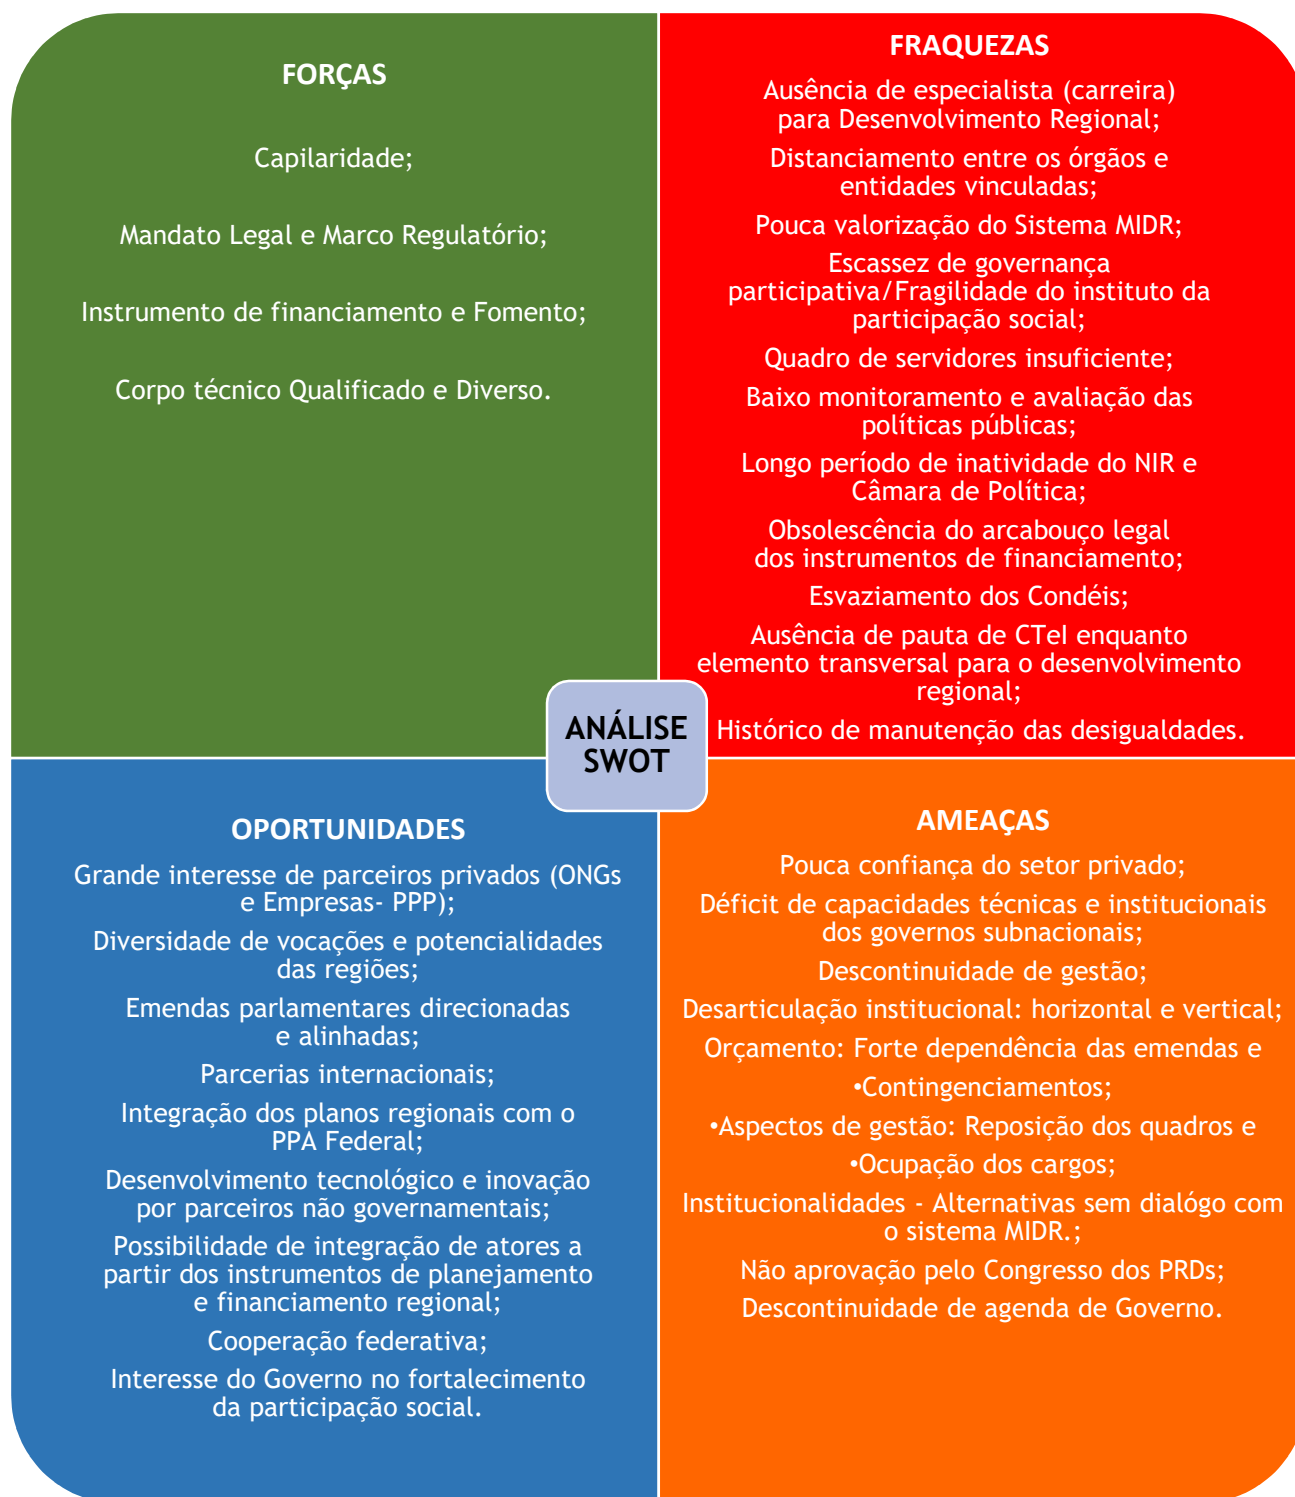 FORÇAS
Capilaridade;
Mandato Legal e Marco Regulatório;
Instrumento de financiamento e Fomento;
Corpo técnico Qualificado e Diverso.
FRAQUEZAS
Ausência de especialista (carreira)
para Desenvolvimento Regional;
Distanciamento entre os órgãos e
entidades vinculadas;
Pouca valorização do Sistema MIDR;
Escassez de governança
participativa/Fragilidade do instituto da
participação social;
Quadro de servidores insuficiente;
Baixo monitoramento e avaliação das
políticas públicas;
Longo período de inatividade do NIR e
Câmara de Política;
Obsolescência do arcabouço legal
dos instrumentos de financiamento;
Esvaziamento dos Condéis;
Ausência de pauta de CTeI enquanto
elemento transversal para o desenvolvimento
regional;
Histórico de manutenção das desigualdades.
ANÁLISE
SWOT
OPORTUNIDADES
Grande interesse de parceiros privados (ONGs
e Empresas- PPP);
Diversidade de vocações e potencialidades
das regiões;
Emendas parlamentares direcionadas
e alinhadas;
Parcerias internacionais;
Integração dos planos regionais com o
PPA Federal;
Desenvolvimento tecnológico e inovação
por parceiros não governamentais;
Possibilidade de integração de atores a
partir dos instrumentos de planejamento
e financiamento regional;
Cooperação federativa;
Interesse do Governo no fortalecimento
da participação social.
AMEAÇAS
Pouca confiança do setor privado;
Déficit de capacidades técnicas e institucionais
dos governos subnacionais;
Descontinuidade de gestão;
Desarticulação institucional: horizontal e vertical;
Orçamento: Forte dependência das emendas e
•Contingenciamentos;
•Aspectos de gestão: Reposição dos quadros e
•Ocupação dos cargos;
Institucionalidades - Alternativas sem dialógo com
o sistema MIDR.;
Não aprovação pelo Congresso dos PRDs;
Descontinuidade de agenda de Governo.